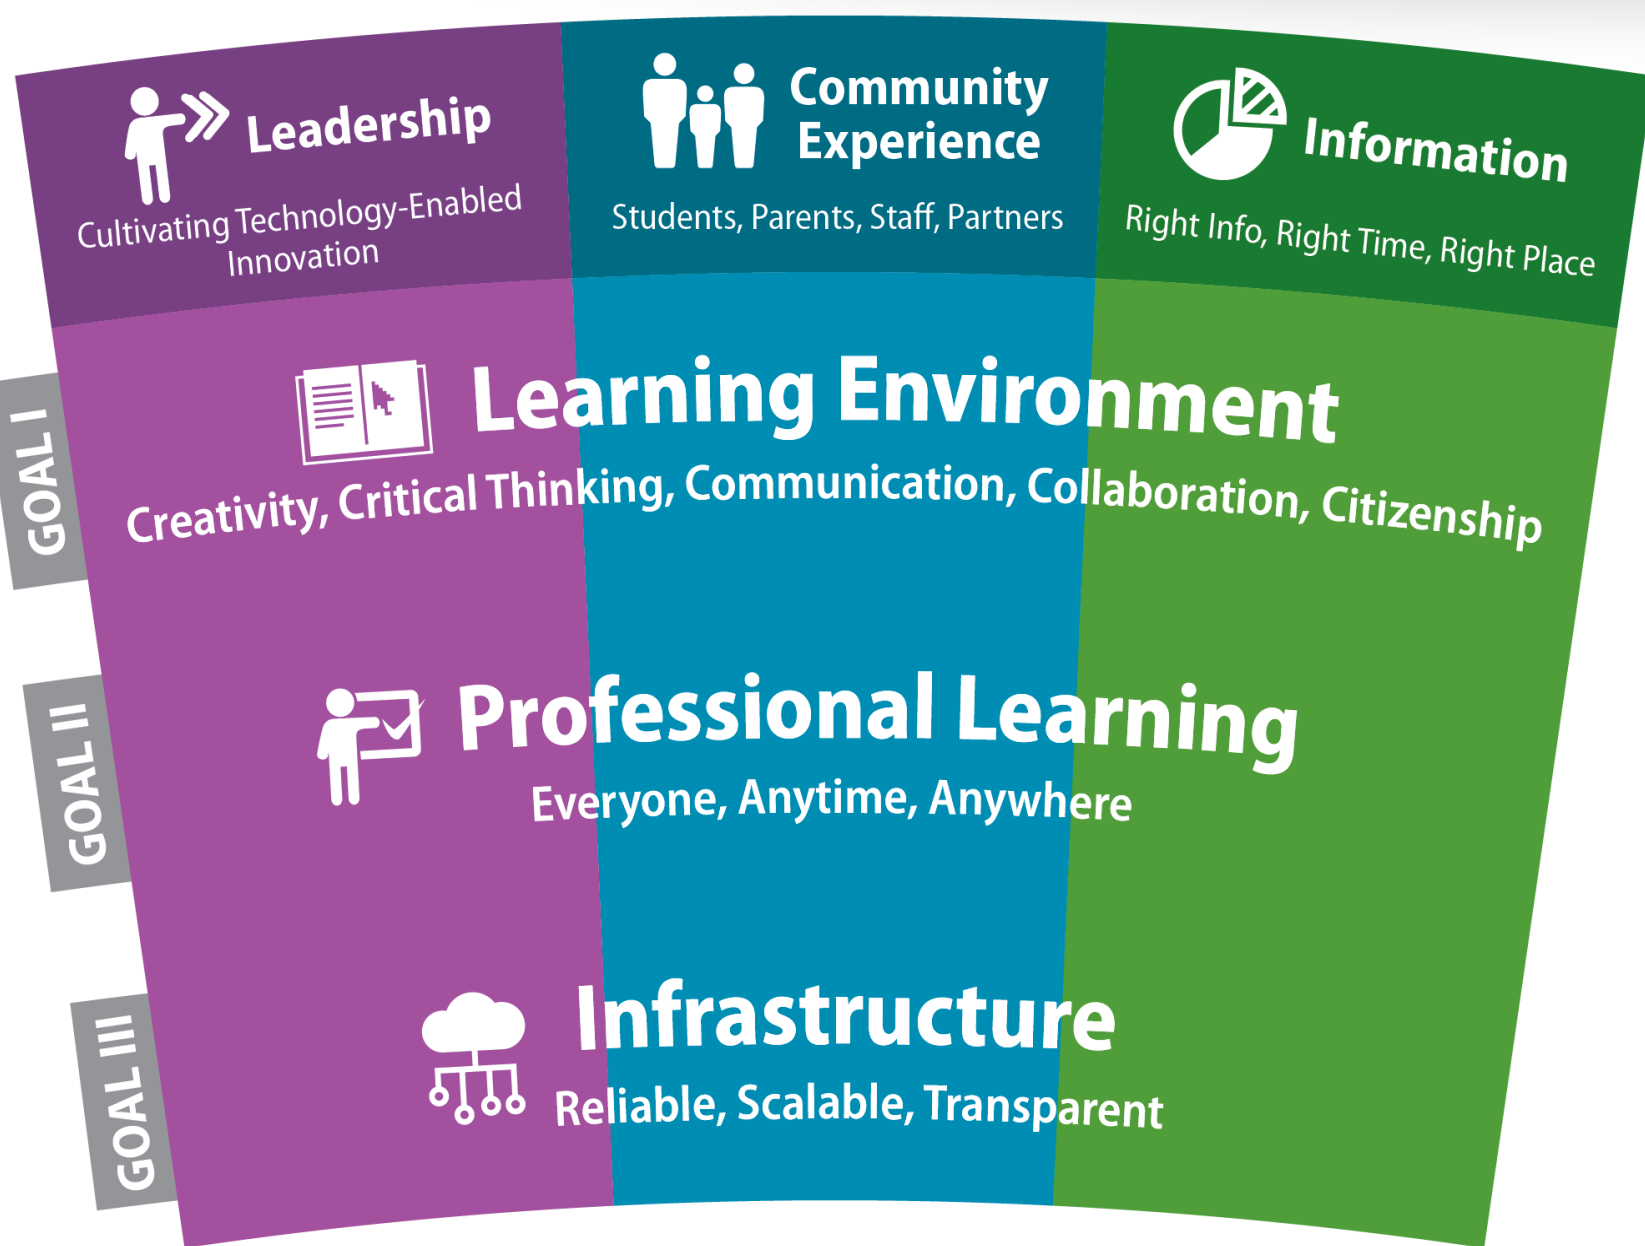 Leadership
Cultivating Technology-Enabled
Innovation
Community
Experience
Students, Parents, Staff, Partners
Information
Right Info, Right Time, Right Place
GOAL I
Learning Environment
Creativity, Critical Thinking, Communication, Collaboration, Citizenship
GOAL II
Professional Learning
Everyone, Anytime, Anywhere
GOAL III
Infrastructure
Reliable, Scalable, Transparent